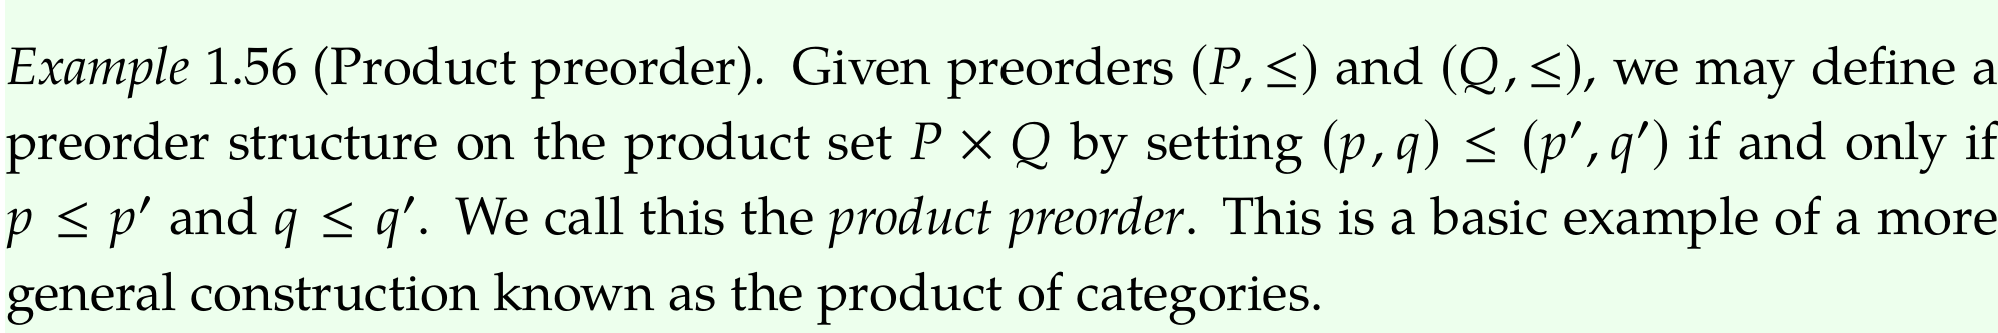 Example 1.56 (Product preorder). Given preorders (P, ≤) and (Q, ≤), we may define a
preorder structure on the product set P × Q by setting (p, q) ≤ (p′, q′) if and only if
p ≤ p′ and q ≤ q′. We call this the product preorder. This is a basic example of a more
general construction known as the product of categories.